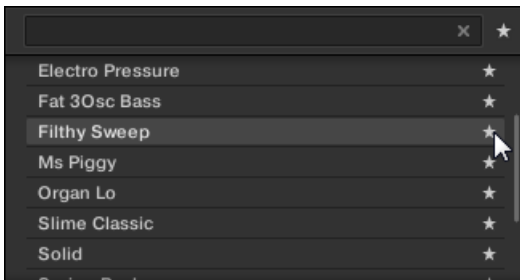 Electro Pressure
Fat 3Osc Bass
Filthy Sweep
Ms Piggy
Organ Lo
Slime Classic
Solid